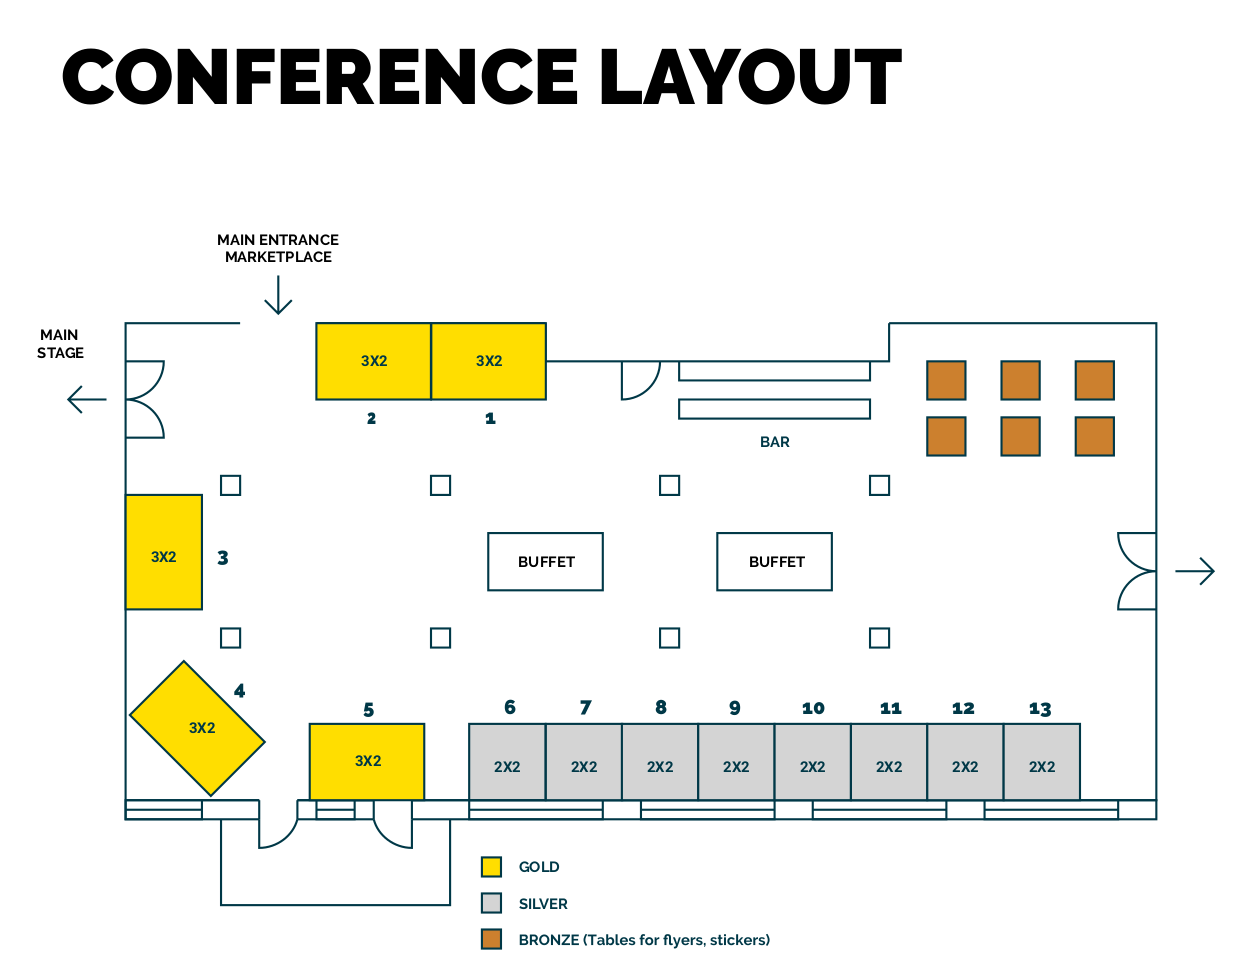 CONFERENCE LAYOUT
MAIN ENTRANCE
MARKETPLACE
MAIN
STAGE
3X2
3X2
2
1
BAR
3X2
3
BUFFET
BUFFET
4
3X2
5
3X2
6
7
8
9
10
11
12
13
2X2
2X2
2X2
2X2
2X2
2X2
2X2
2X2
GOLD
SILVER
BRONZE (Tables for flyers, stickers)